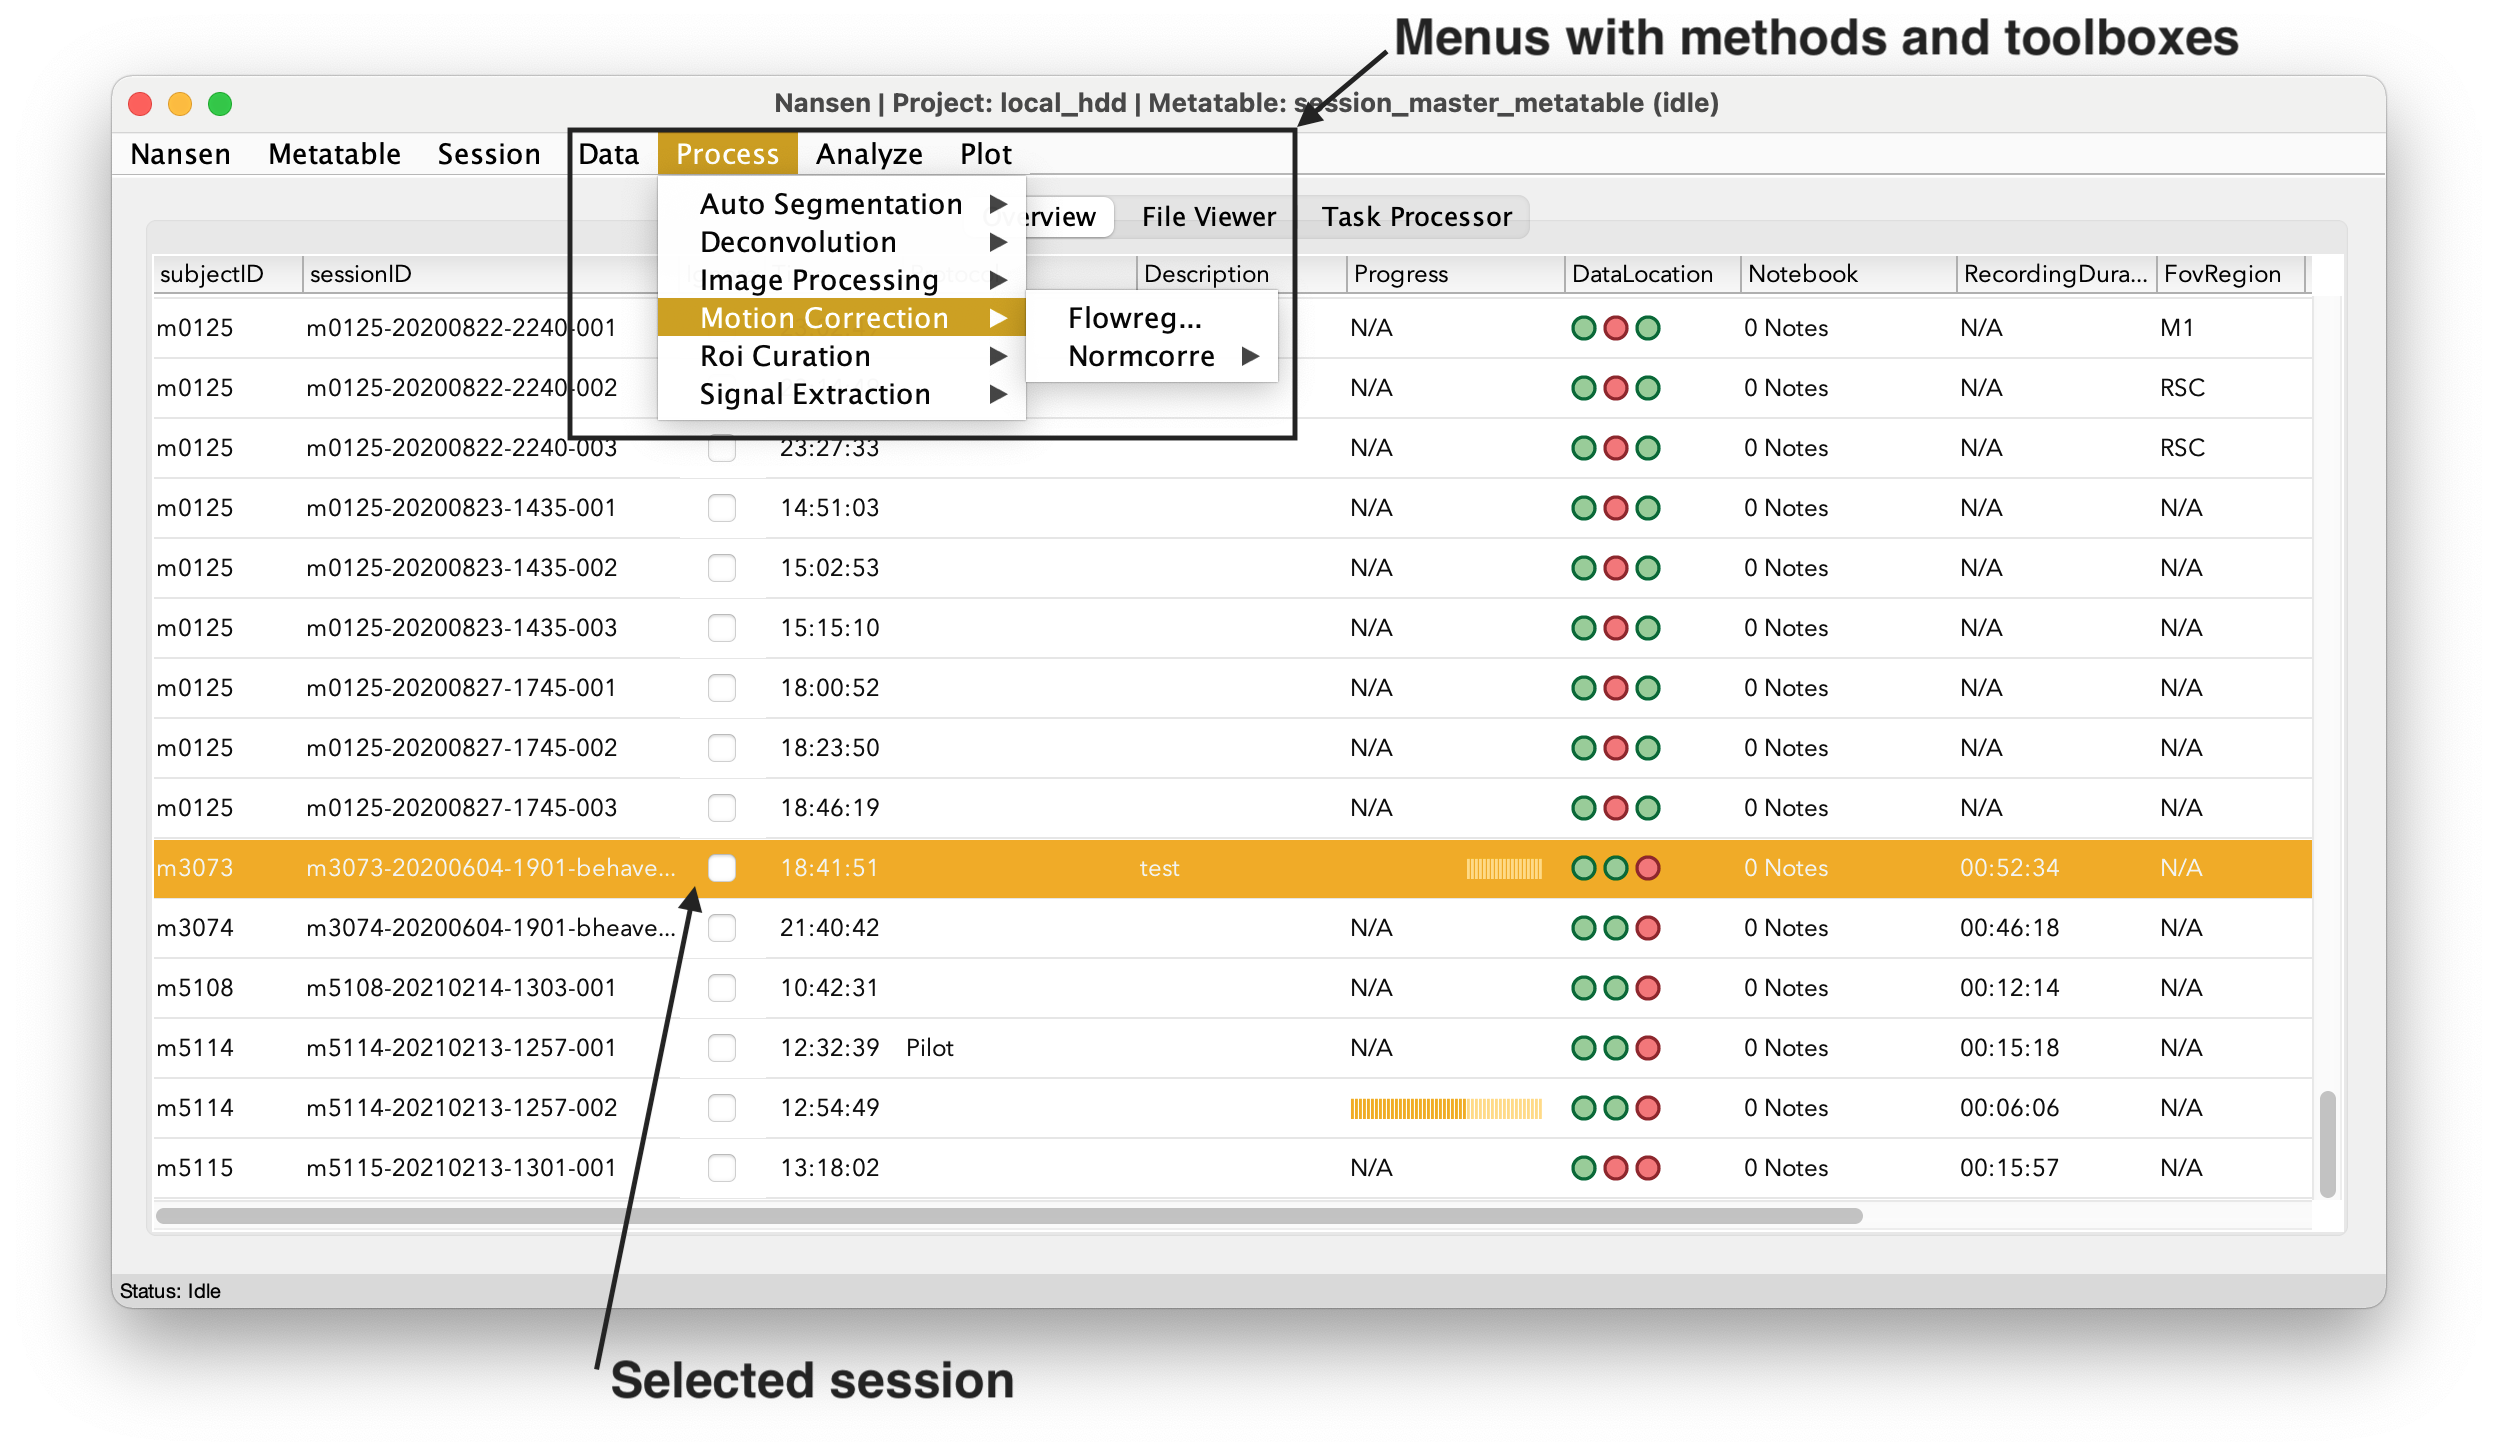 Menus with methods and toolboxes
Nansen | Project: local_hdd | Metatable: session_master_metatable (idle)
Nansen Metatable Session Data Process Analyze Plot
Auto Segmentation
Deconvolution
Image Processing
Motion Correction
Roi Curation
Signal Extraction
Flowreg...
Normcorre
File Viewer Task Processor
subjectID sessionID Description Progress DataLocation Notebook RecordingDura... FovRegion
m0125 m0125-20200822-2240-001 N/A 0 Notes N/A M1
m0125 m0125-20200822-2240-002 N/A 0 Notes N/A RSC
m0125 m0125-20200822-2240-003 23:27:33 N/A 0 Notes N/A RSC
m0125 m0125-20200823-1435-001 14:51:03 N/A 0 Notes N/A N/A
m0125 m0125-20200823-1435-002 15:02:53 N/A 0 Notes N/A N/A
m0125 m0125-20200823-1435-003 15:15:10 N/A 0 Notes N/A N/A
m0125 m0125-20200827-1745-001 18:00:52 N/A 0 Notes N/A N/A
m0125 m0125-20200827-1745-002 18:23:50 N/A 0 Notes N/A N/A
m0125 m0125-20200827-1745-003 18:46:19 N/A 0 Notes N/A N/A
m3073 m3073-20200604-1901-behave... 18:41:51 test 0 Notes 00:52:34 N/A
m3074 m3074-20200604-1901-bheave... 21:40:42 N/A 0 Notes 00:46:18 N/A
m5108 m5108-20210214-1303-001 10:42:31 N/A 0 Notes 00:12:14 N/A
m5114 m5114-20210213-1257-001 12:32:39 Pilot N/A 0 Notes 00:15:18 N/A
m5114 m5114-20210213-1257-002 12:54:49 0 Notes 00:06:06 N/A
m5115 m5115-20210213-1301-001 13:18:02 N/A 0 Notes 00:15:57 N/A
Status: Idle
Selected session